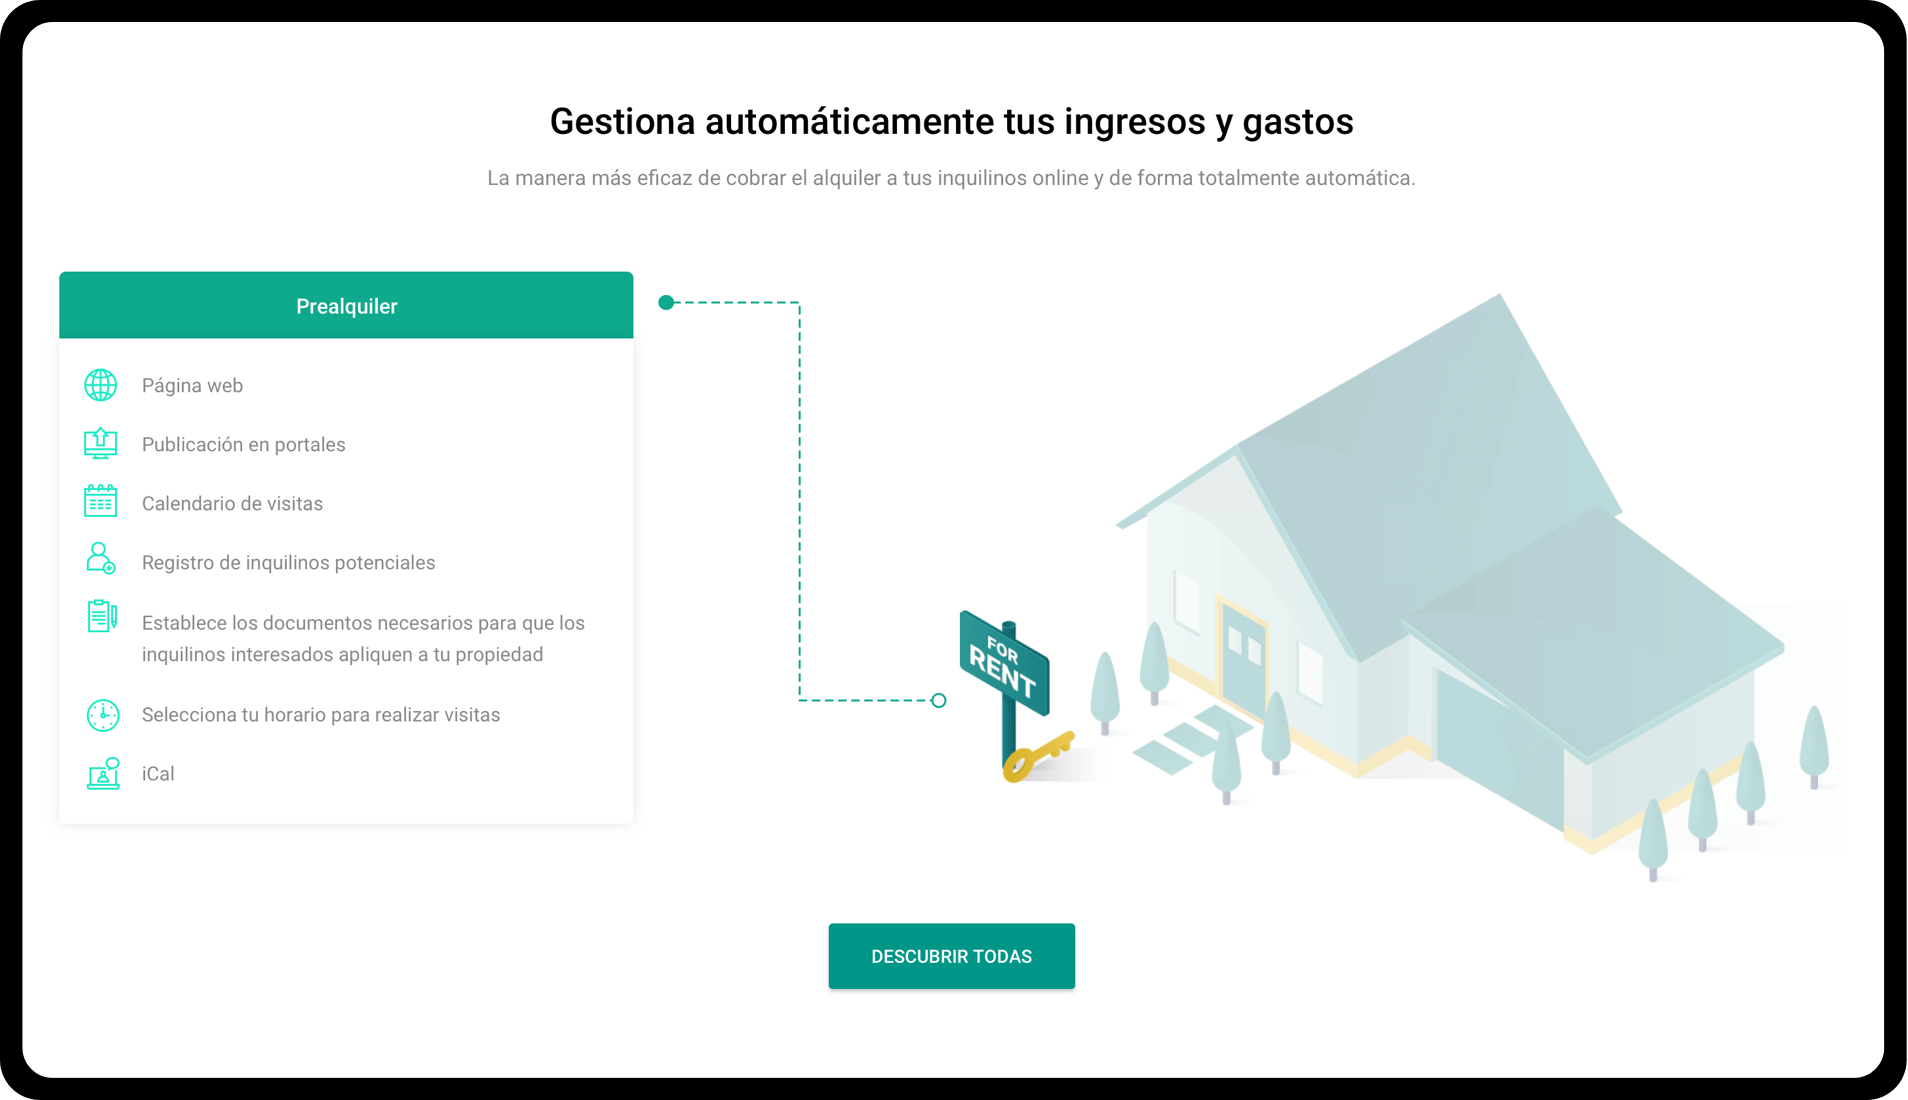 Gestiona automáticamente tus ingresos y gastos
La manera más eficaz de cobrar el alquiler a tus inquilinos online y de forma totalmente automática.
Prealquiler
Página web
Publicación en portales
Calendario de visitas
Registro de inquilinos potenciales
Establece los documentos necesarios para que los
inquilinos interesados apliquen a tu propiedad
Selecciona tu horario para realizar visitas
iCal
FOR
RENT
DESCUBRIR TODAS